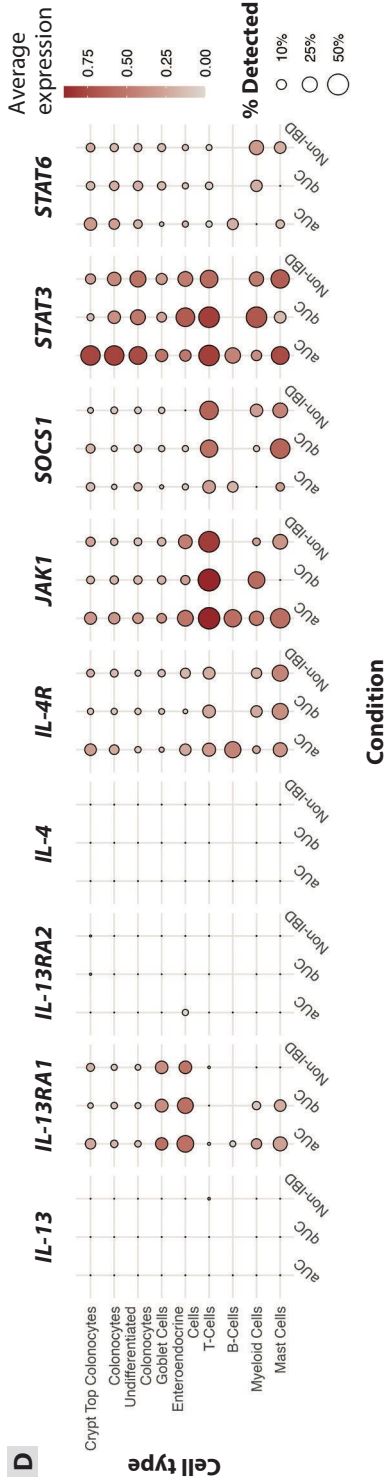 D
IL-13
IL-13RA1
IL-13RA2
IL-4
IL-4R
JAK1
SOCS1
STAT3
STAT6
Average
expression
0.75
0.50
0.25
0.00
% Detected
10%
25%
50%
Cell type
Crypt Top Colonocytes
Colonocytes
Undifferentiated
Colonocytes
Goblet Cells
Enteroendocrine
Cells
T-Cells
B-Cells
Myeloid Cells
Mast Cells
aUC
quC
Non-IBD
aUC
quC
Non-IBD
aUC
quC
Non-IBD
aUC
quC
Non-IBD
aUC
quC
Non-IBD
aUC
quC
Non-IBD
aUC
quC
Non-IBD
aUC
quC
Non-IBD
aUC
quC
Non-IBD
Condition